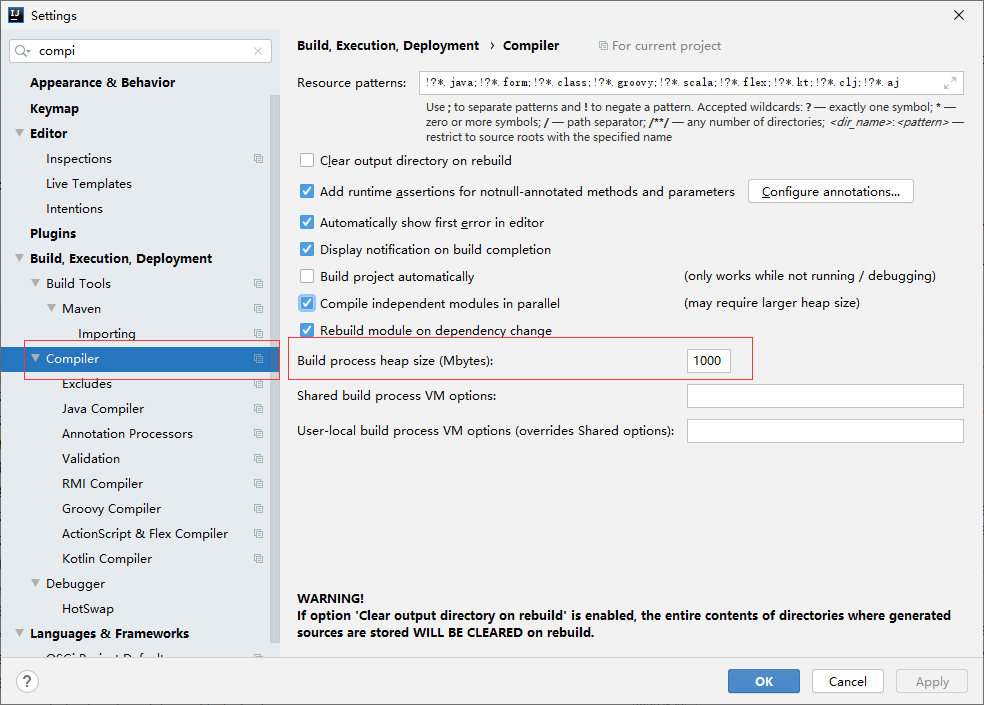 Settings
compi
Appearance & Behavior
Keymap
Editor
Inspections
Live Templates
Intentions
Plugins
Build, Execution, Deployment
Build Tools
Maven
Importing
Compiler
Excludes
Java Compiler
Annotation Processors
Validation
RMI Compiler
Groovy Compiler
ActionScript & Flex Compiler
Kotlin Compiler
Debugger
HotSwap
Languages & Frameworks
OSGi Project Default
Build, Execution, Deployment › Compiler For current project
Resource patterns: !?*.java;!?*.form;!?*.class;!?*.groovy;!?*.scala;!?*.flex;!?*.kt;!?*.clj;!?*.aj
Use ; to separate patterns and ! to negate a pattern. Accepted wildcards: ? — exactly one symbol; * —
zero or more symbols; / — path separator; /**/ — any number of directories; <dir_name>:<pattern> —
restrict to source roots with the specified name
Clear output directory on rebuild
Add runtime assertions for notnull-annotated methods and parameters Configure annotations...
Automatically show first error in editor
Display notification on build completion
Build project automatically (only works while not running / debugging)
Compile independent modules in parallel (may require larger heap size)
Rebuild module on dependency change
Build process heap size (Mbytes): 1000
Shared build process VM options:
User-local build process VM options (overrides Shared options):
WARNING!
If option 'Clear output directory on rebuild' is enabled, the entire contents of directories where generated
sources are stored WILL BE CLEARED on rebuild.
? OK Cancel Apply